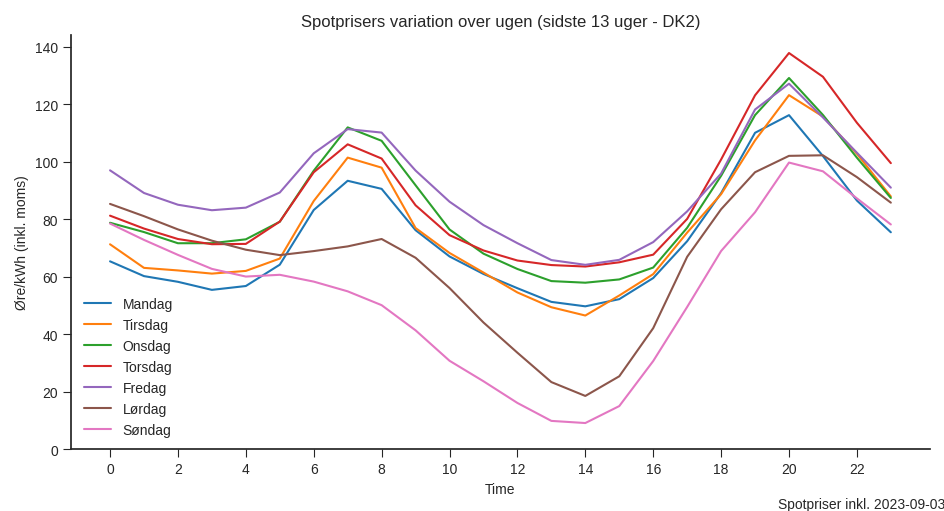 Spotprisers variation over ugen (sidste 13 uger - DK2)
Øre/kWh (inkl. moms)
140
120
100
80
60
40
20
0
Mandag
Tirsdag
Onsdag
Torsdag
Fredag
Lørdag
Søndag
0 2 4 6 8 10 12 14 16 18 20 22
Time
Spotpriser inkl. 2023-09-03